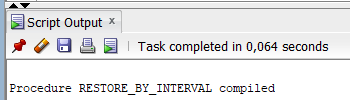 Script Output x
Task completed in 0,064 seconds
Procedure RESTORE_BY_INTERVAL compiled